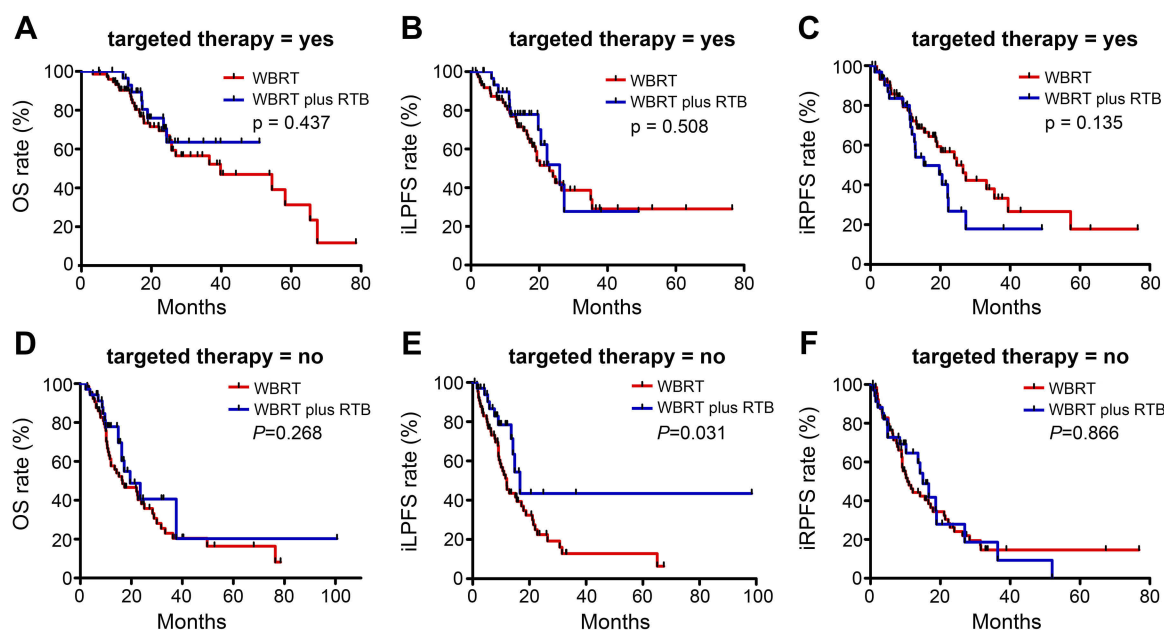 A
targeted therapy = yes
OS rate (%)
100
80
60
40
20
0
WBRT
WBRT plus RTB
p = 0.437
0 20 40 60 80
Months
B
targeted therapy = yes
iLPFS rate (%)
100
80
60
40
20
0
WBRT
WBRT plus RTB
p = 0.508
0 20 40 60 80
Months
C
targeted therapy = yes
iRPFS rate (%)
100
80
60
40
20
0
WBRT
WBRT plus RTB
p = 0.135
0 20 40 60 80
Months
D
targeted therapy = no
OS rate (%)
100
80
60
40
20
0
WBRT
WBRT plus RTB
P=0.268
0 20 40 60 80 100
Months
E
targeted therapy = no
iLPFS rate (%)
100
80
60
40
20
0
WBRT
WBRT plus RTB
P=0.031
0 20 40 60 80 100
Months
F
targeted therapy = no
iRPFS rate (%)
100
80
60
40
20
0
WBRT
WBRT plus RTB
P=0.866
0 20 40 60 80
Months